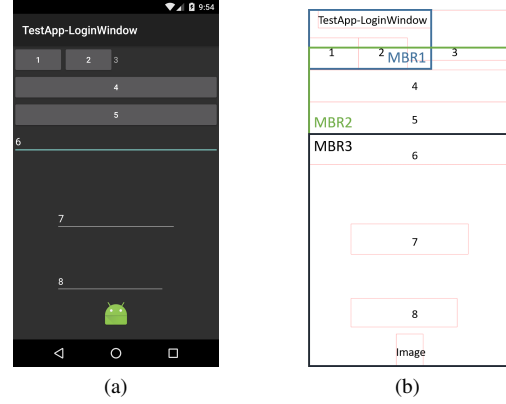 9:54
TestApp-LoginWindow
1 2 3
4
5
6
7
8
(a)
TestApp-LoginWindow
1 2 MBR1 3
4
MBR2 5
MBR3
6
7
8
Image
(b)